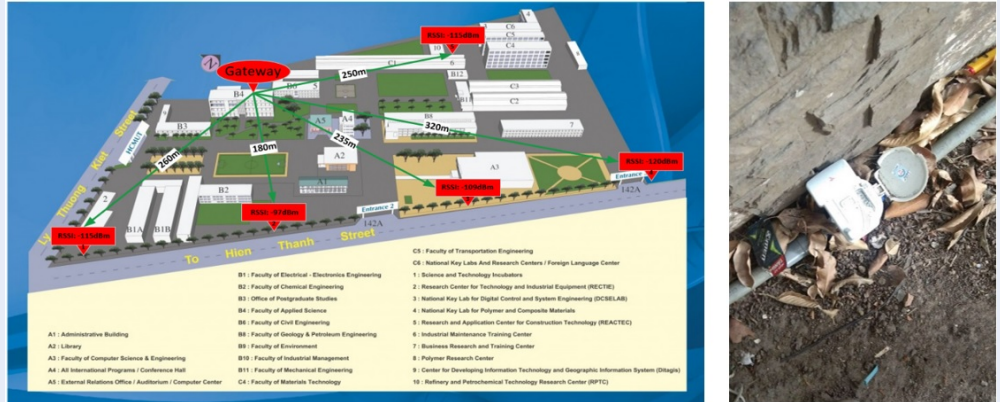 4
C6
C5
C4
RSSI: -115dBm
10
C1
6
B12
250m
Gateway
B6
5
B4
C3
C2
B11
B8
A4
A5
320m
7
9
B3
235m
A2
180m
260m
HCMUT
Ly Thuong Kiet Street
A3
RSSI: -120dBm
Entrance
142A
RSSI: -109dBm
A1
B2
2
B1A
B1B
RSSI: -97dBm
Entrance 2
142A
RSSI: -115dBm
To Hien Thanh Street
C5 : Faculty of Transportation Engineering
C6 : National Key Labs And Research Centers / Foreign Language Center
B1 : Faculty of Electrical - Electronics Engineering
1 : Science and Technology Incubators
B2 : Faculty of Chemical Engineering
2 : Research Center for Technology and Industrial Equipment (RECTIE)
B3 : Office of Postgraduate Studies
3 : National Key Lab for Digital Control and System Engineering (DCSELAB)
B4 : Faculty of Applied Science
4 : National Key Lab for Polymer and Composite Materials
B6 : Faculty of Civil Engineering
5 : Research and Application Center for Construction Technology (REACTEC)
A1 : Administrative Building
B8 : Faculty of Geology & Petroleum Engineering
6 : Industrial Maintenance Training Center
A2 : Library
B9 : Faculty of Environment
7 : Business Research and Training Center
A3 : Faculty of Computer Science & Engineering
B10 : Faculty of Industrial Management
8 : Polymer Research Center
A4 : All International Programs / Conference Hall
B11 : Faculty of Mechanical Engineering
9 : Center for Developing Information Technology and Geographic Information System (Ditagis)
A5 : External Relations Office / Auditorium / Computer Center
C4 : Faculty of Materials Technology
10 : Refinery and Petrochemical Technology Research Center (RPTC)